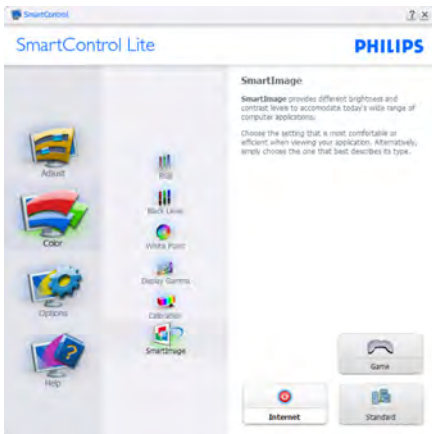 SmartControl
SmartControl Lite
PHILIPS
Adjust
Color
Options
Help
RGB
Black Level
White Point
Display Gamma
Calibration
SmartImage
SmartImage
SmartImage provides different brightness and
contrast levels to accomodate today's wide range of
computer applications.
Choose the setting that is most comfortable or
efficient when viewing your application. Alternatively,
simply choose the one that best describes its type.
Game
Internet
Standard